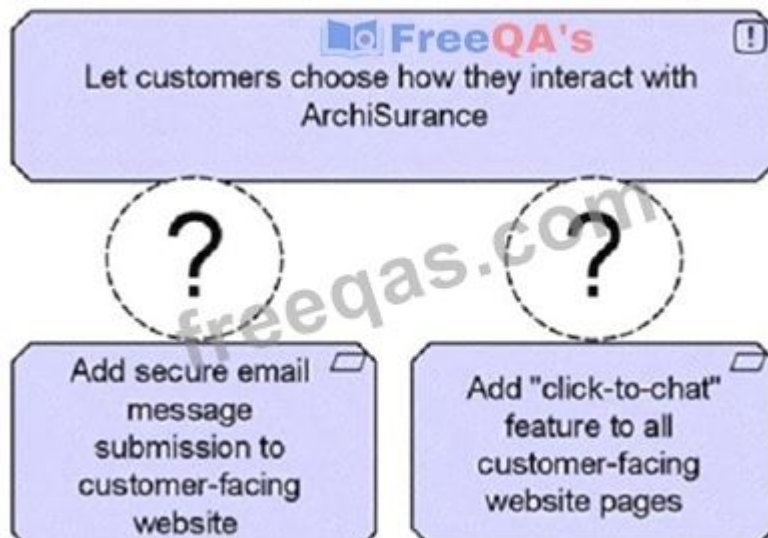 FreeQA's
!
Let customers choose how they interact with
ArchiSurance
?
?
freeqas.com
Add secure email
message
submission to
customer-facing
website
Add "click-to-chat"
feature to all
customer-facing
website pages